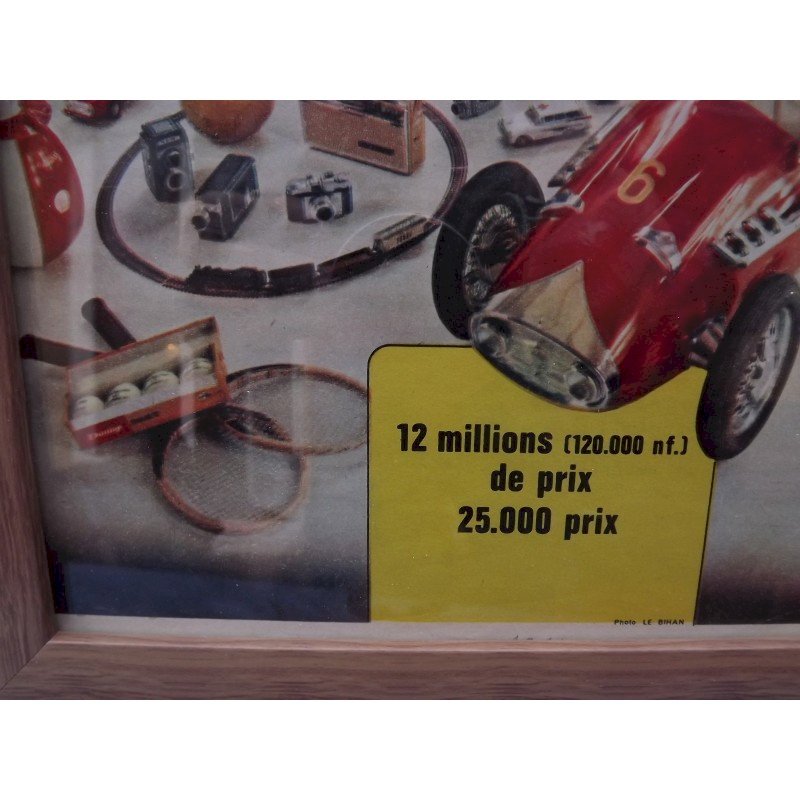 6
12 millions (120.000 nf.)
de prix
25.000 prix
Photo LE BIHAN